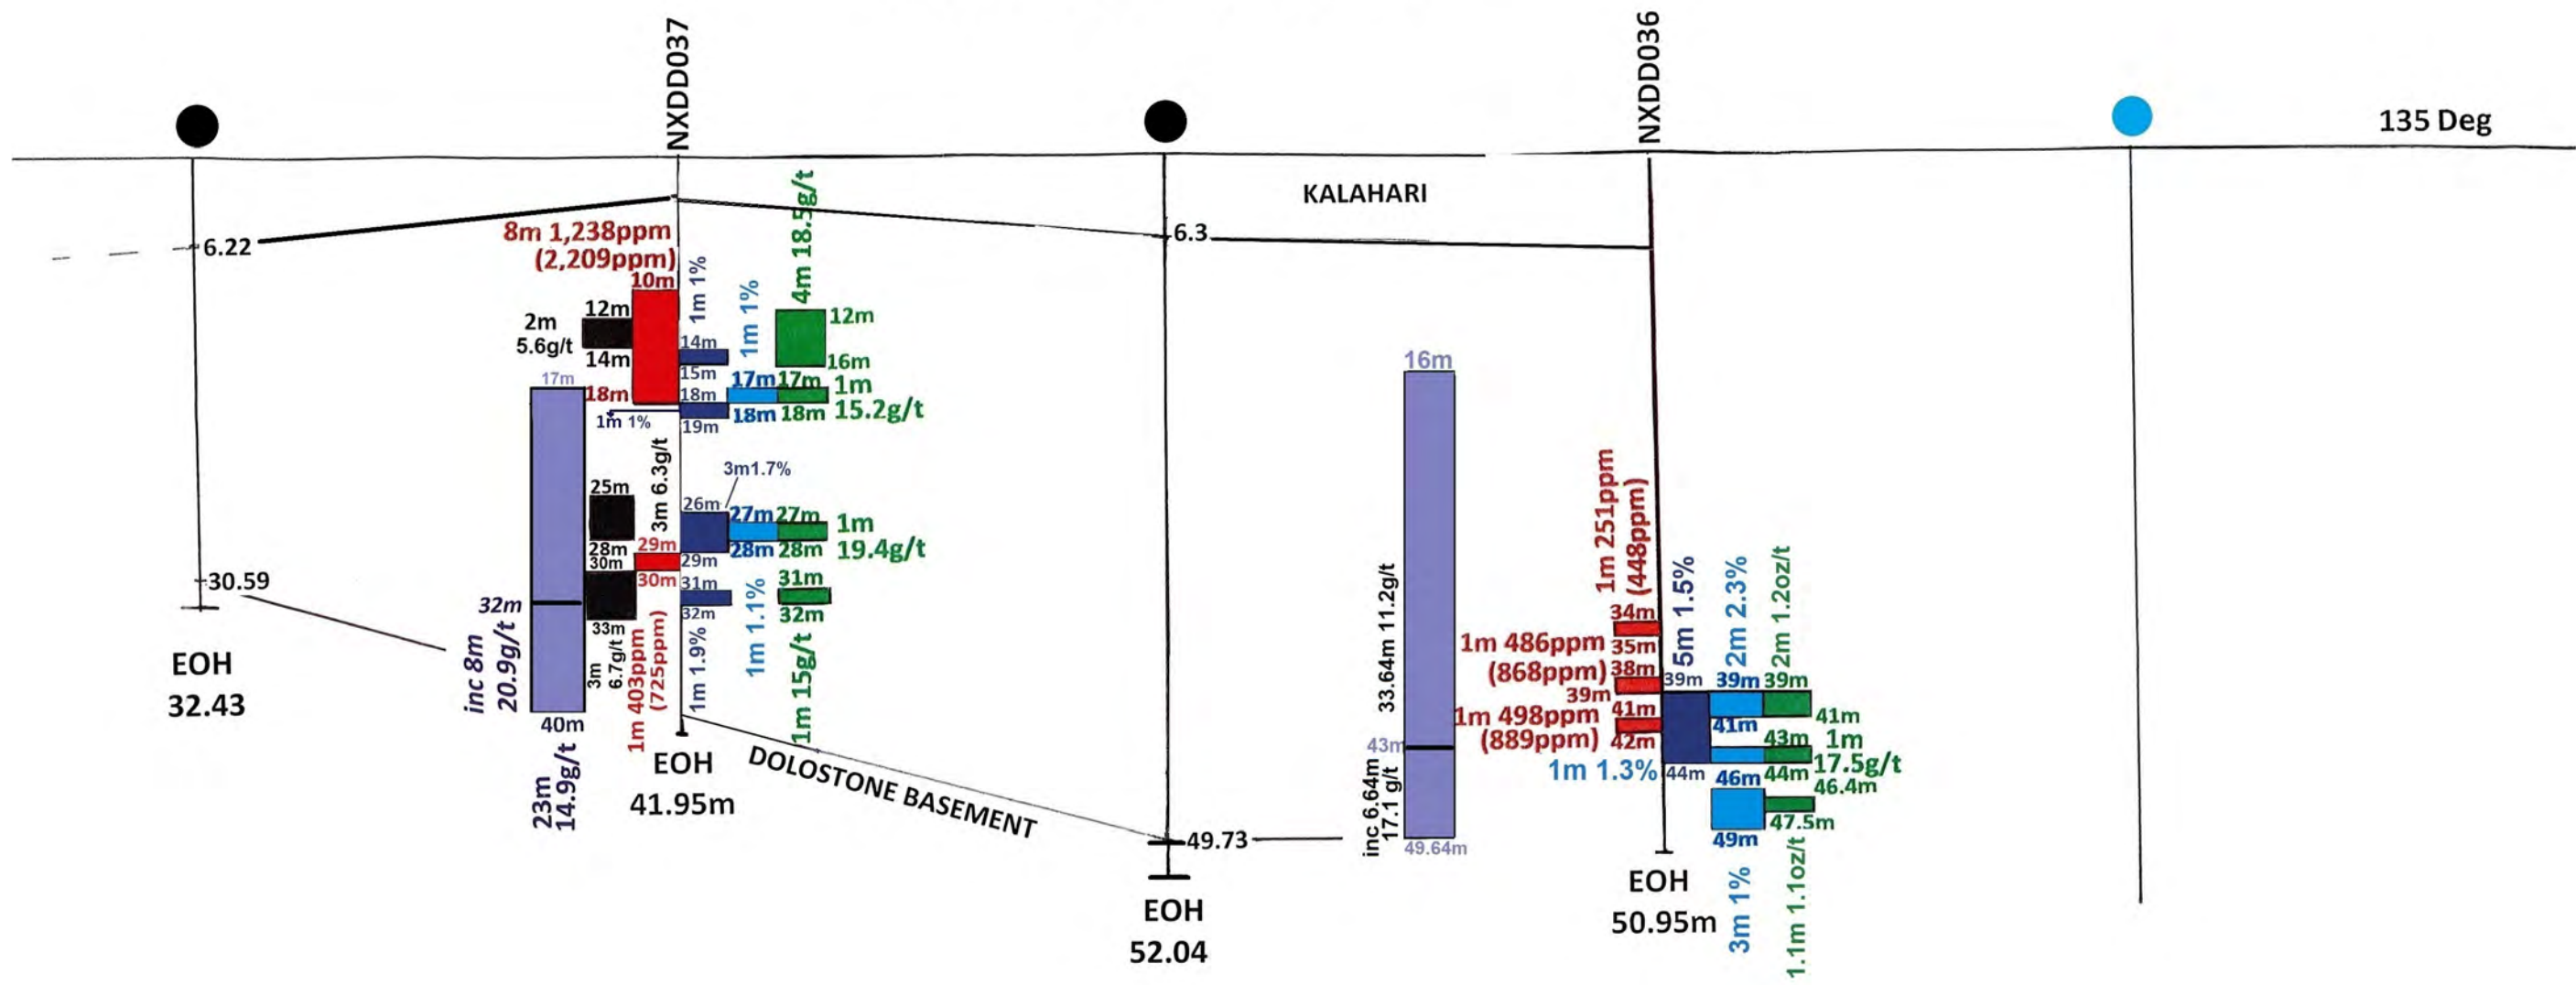 NXDD037
NXDD036
135 Deg
KALAHARI
6.22
30.59
EOH
32.43
8m 1,238ppm
(2,209ppm)
10m
18m
2m
5.6g/t
12m
14m
1m 1%
14m
15m
18m
19m
1m 1%
1m 1%
17m
18m
4m 18.5g/t
12m
16m
17m
18m
1m
15.2g/t
17m
32m
inc 8m
20.9g/t
40m
23m
14.9g/t
25m
28m
3m 6.3g/t
30m
33m
3m
6.7g/t
29m
30m
1m 403ppm
(725ppm)
3m1.7%
26m
29m
31m
32m
1m 1.9%
27m
28m
1m 1.1%
27m
28m
1m
19.4g/t
31m
32m
1m 15g/t
EOH
41.95m
DOLOSTONE BASEMENT
6.3
49.73
EOH
52.04
16m
33.64m 11.2g/t
43m
inc 6.64m
17.1 g/t
49.64m
1m 251ppm
(448ppm)
34m
35m
1m 486ppm
(868ppm)
38m
39m
1m 498ppm
(889ppm)
41m
42m
5m 1.5%
39m
44m
2m 2.3%
39m
41m
1m 1.3%
46m
49m
3m 1%
2m 1.2oz/t
39m
41m
43m
44m
1m
17.5g/t
46.4m
47.5m
1.1m 1.1oz/t
EOH
50.95m